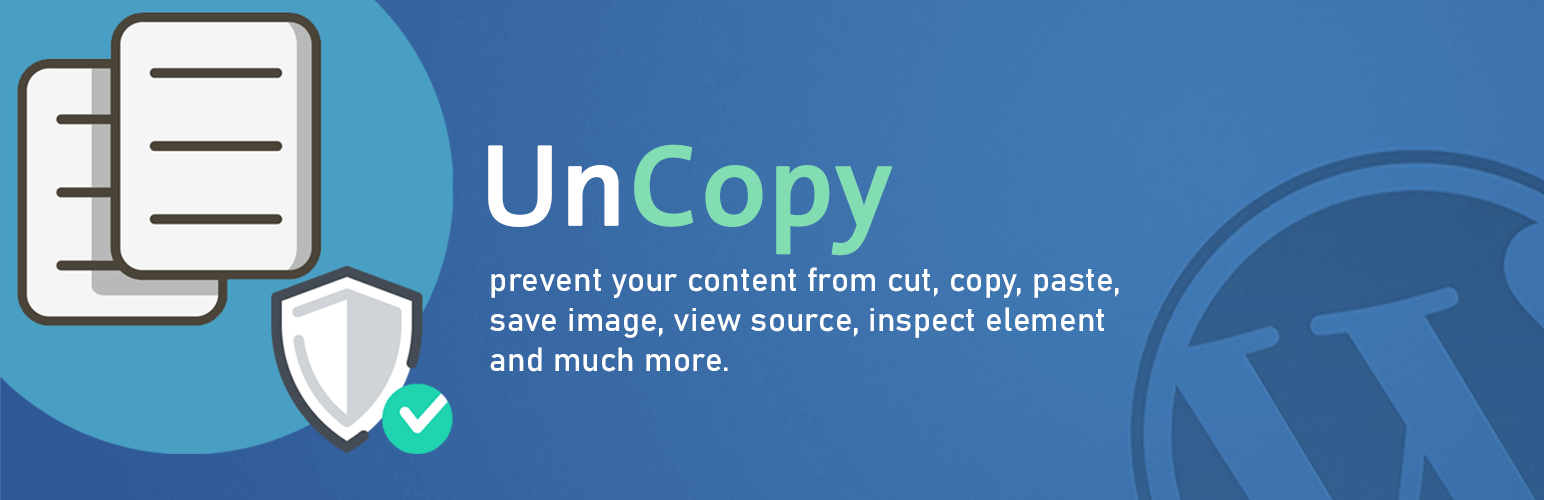 UnCopy
prevent your content from cut, copy, paste,
save image, view source, inspect element
and much more.